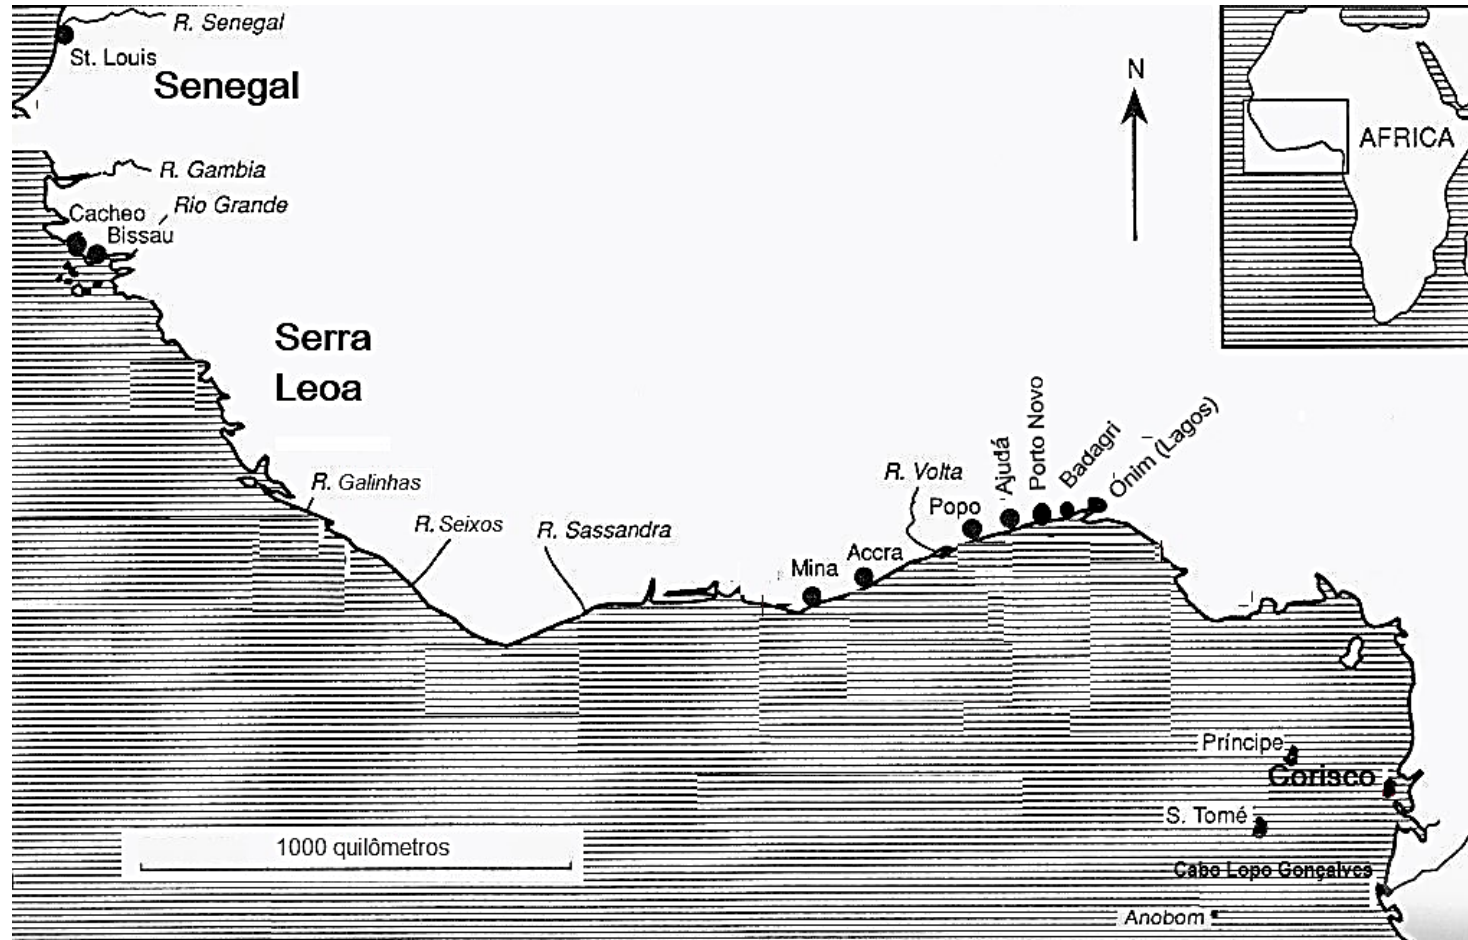 R. Senegal
St. Louis
Senegal
N
AFRICA
R. Gambia
Rio Grande
Cacheo
Bissau
Serra
Leoa
R. Galinhas
R. Seixos
R. Sassandra
Mina
Accra
R. Volta
Popo
Ajudá
Porto Novo
Badagri
Ónim (Lagos)
Príncipe
Corisco
S. Tomé
1000 quilômetros
Cabo Lopo Gonçalves
Anobom